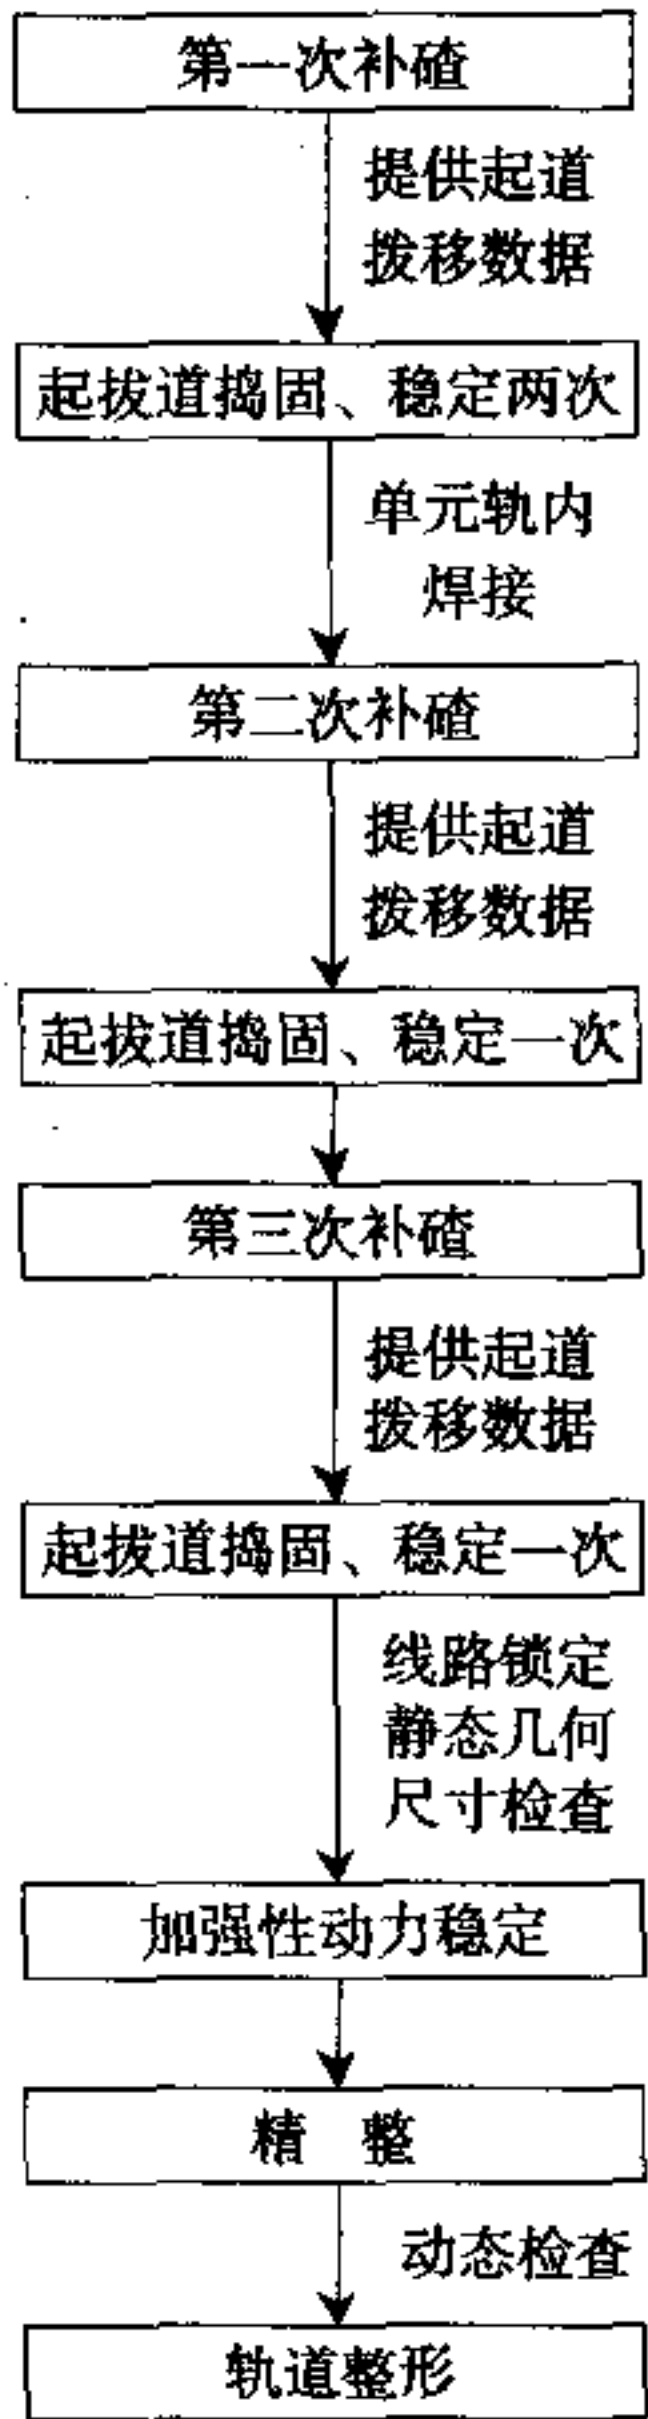 第一次补碴
提供起道
拨移数据
起拔道捣固、稳定两次
单元轨内
焊接
第二次补碴
提供起道
拨移数据
起拔道捣固、稳定一次
第三次补碴
提供起道
拨移数据
起拔道捣固、稳定一次
线路锁定
静态几何
尺寸检查
加强性动力稳定
精 整
动态检查
轨道整形